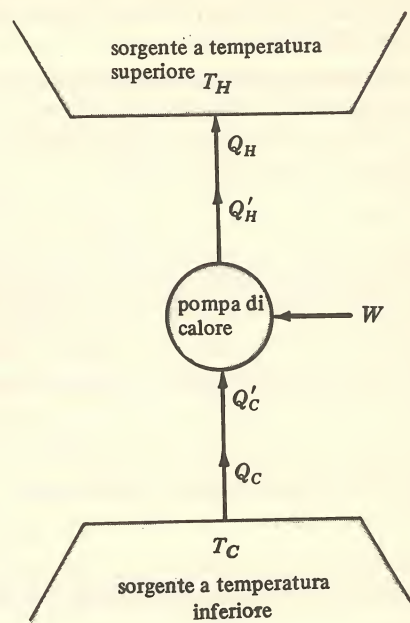 sorgente a temperatura
superiore T_H
Q_H
Q'_H
pompa di
calore
W
Q'_C
Q_C
T_C
sorgente a temperatura
inferiore